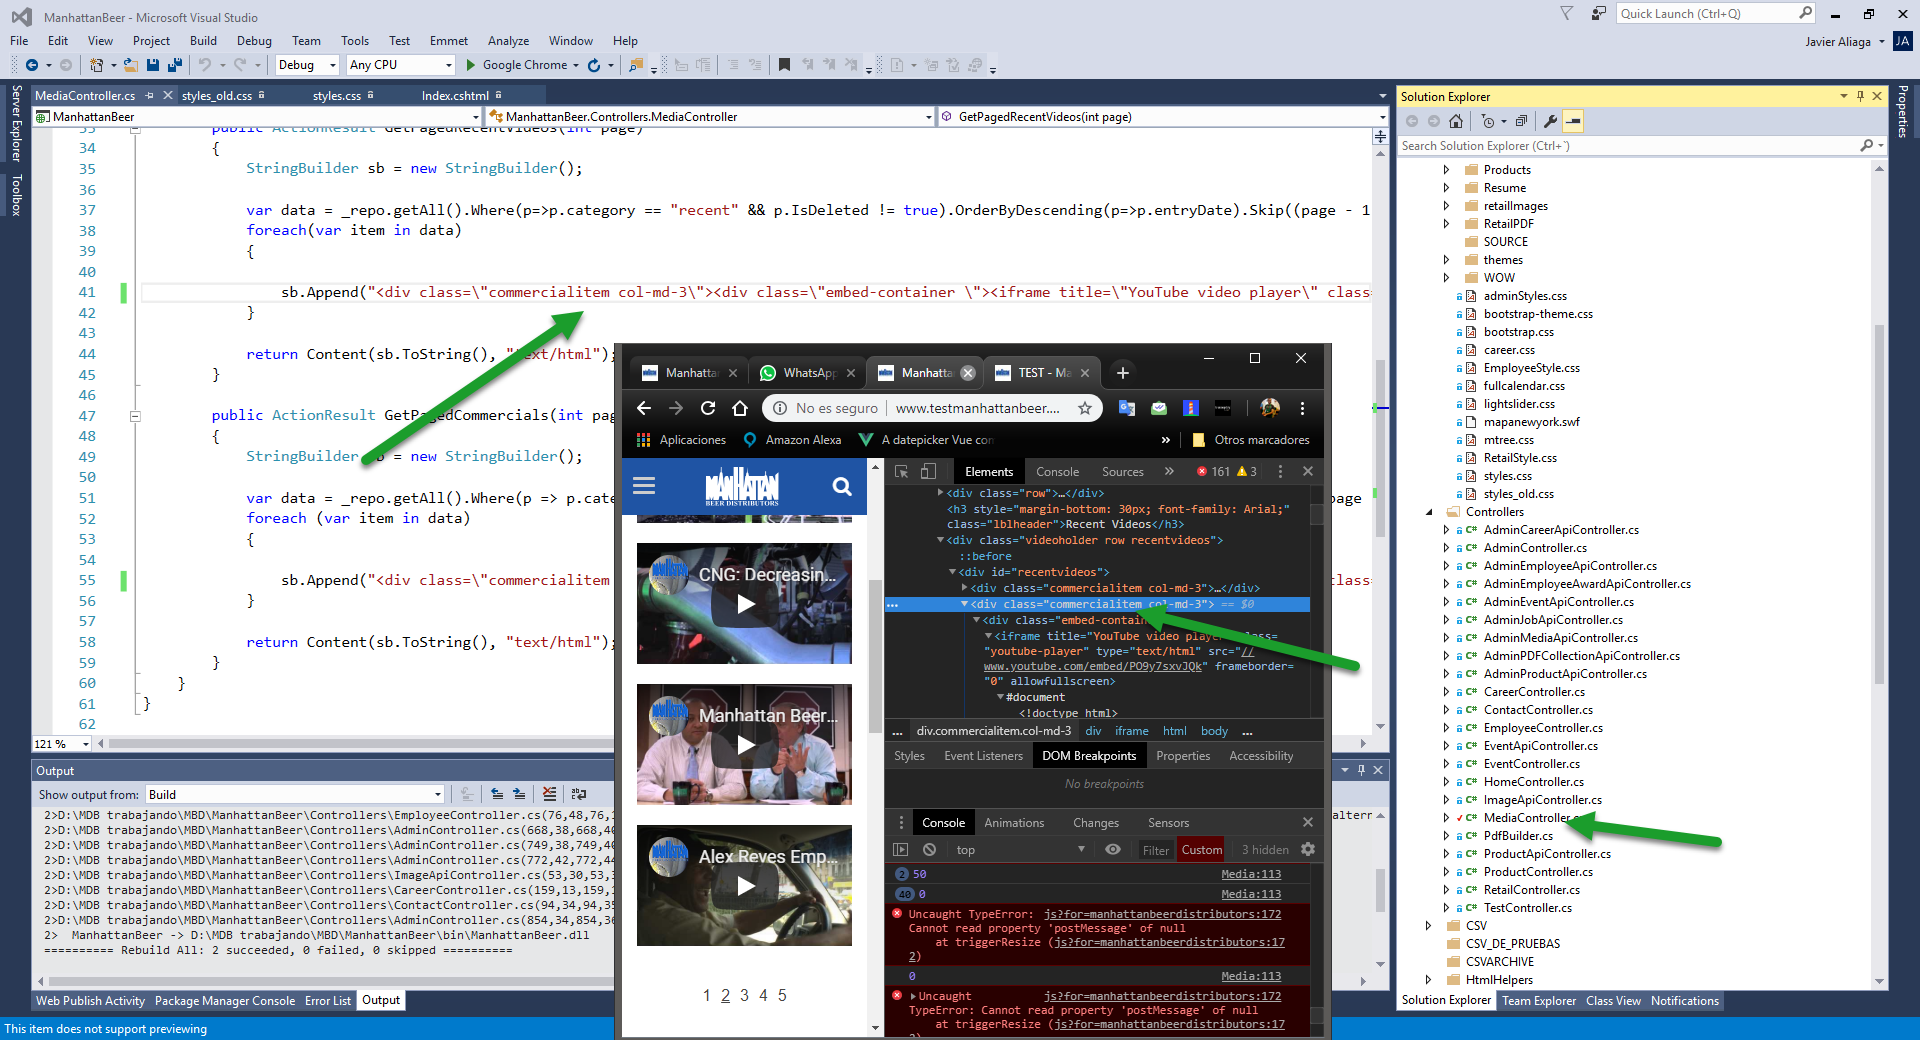 ManhattanBeer - Microsoft Visual Studio
Quick Launch (Ctrl+Q)
File Edit View Project Build Debug Team Tools Test Emmet Analyze Window Help
Javier Aliaga JA
Debug Any CPU Google Chrome
Server Explorer
Toolbox
Properties
MediaController.cs styles_old.css styles.css Index.cshtml
ManhattanBeer ManhattanBeer.Controllers.MediaController GetPagedRecentVideos(int page)
33 public ActionResult GetPagedRecentVideos(int page)
34 {
35 StringBuilder sb = new StringBuilder();
36
37 var data = _repo.getAll().Where(p=>p.category == "recent" && p.IsDeleted != true).OrderByDescending(p=>p.entryDate).Skip((page - 1
38 foreach(var item in data)
39 {
40
41 sb.Append("<div class=\"commercialitem col-md-3\"><div class=\"embed-container \"><iframe title=\"YouTube video player\" class=
42 }
43
44 return Content(sb.ToString(), "text/html");
45 }
46
47 public ActionResult GetPagedCommercials(int pag
48 {
49 StringBuilder sb = new StringBuilder();
50
51 var data = _repo.getAll().Where(p => p.cate page
52 foreach (var item in data)
53 {
54
55 sb.Append("<div class=\"commercialitem class=
56 }
57
58 return Content(sb.ToString(), "text/html");
59 }
60 }
61 }
62
121 %
Output
Show output from: Build
2>D:\MDB trabajando\MBD\ManhattanBeer\Controllers\EmployeeController.cs(76,48,76,
2>D:\MDB trabajando\MBD\ManhattanBeer\Controllers\AdminController.cs(668,38,668,40
2>D:\MDB trabajando\MBD\ManhattanBeer\Controllers\AdminController.cs(749,38,749,40
2>D:\MDB trabajando\MBD\ManhattanBeer\Controllers\AdminController.cs(772,42,772,44
2>D:\MDB trabajando\MBD\ManhattanBeer\Controllers\ImageApiController.cs(53,30,53,3
2>D:\MDB trabajando\MBD\ManhattanBeer\Controllers\CareerController.cs(159,13,159,1
2>D:\MDB trabajando\MBD\ManhattanBeer\Controllers\ContactController.cs(94,34,94,35
2>D:\MDB trabajando\MBD\ManhattanBeer\Controllers\AdminController.cs(854,34,854,36
2> ManhattanBeer -> D:\MDB trabajando\MBD\ManhattanBeer\bin\ManhattanBeer.dll
========== Rebuild All: 2 succeeded, 0 failed, 0 skipped ==========
altern
Web Publish Activity Package Manager Console Error List Output
This item does not support previewing
Manhatta WhatsApp Manhatta TEST - Ma
No es seguro www.testmanhattanbeer....
Aplicaciones Amazon Alexa A datepicker Vue con » Otros marcadores
MANHATTAN
BEER DISTRIBUTORS
CNG: Decreasin...
Manhattan Beer...
Alex Reves Emp...
1 2 3 4 5
Elements Console Sources » 161 3
<div class="row">…</div>
<h3 style="margin-bottom: 30px; font-family: Arial;"
class="lblheader">Recent Videos</h3>
<div class="videoholder row recentvideos">
::before
<div id="recentvideos">
<div class="commercialitem col-md-3">…</div>
<div class="commercialitem col-md-3"> == $0
<div class="embed-contain
<iframe title="YouTube video player class=
"youtube-player" type="text/html" src="//
www.youtube.com/embed/PO9y7sxvJQk" frameborder=
"0" allowfullscreen>
#document
<!doctype html>
... div.commercialitem.col-md-3 div iframe html body ...
Styles Event Listeners DOM Breakpoints Properties Accessibility
No breakpoints
Console Animations Changes Sensors
top Filter Custom 3 hidden
2 50 Media:113
40 0 Media:113
Uncaught TypeError: js?for=manhattanbeerdistributors:172
Cannot read property 'postMessage' of null
at triggerResize (js?for=manhattanbeerdistributors:17
2)
0 Media:113
Uncaught js?for=manhattanbeerdistributors:172
TypeError: Cannot read property 'postMessage' of null
at triggerResize (js?for=manhattanbeerdistributors:17
Solution Explorer
Search Solution Explorer (Ctrl+`)
Products
Resume
retailImages
RetailPDF
SOURCE
themes
WOW
adminStyles.css
bootstrap-theme.css
bootstrap.css
career.css
EmployeeStyle.css
fullcalendar.css
lightslider.css
mapanewyork.swf
mtree.css
RetailStyle.css
styles.css
styles_old.css
Controllers
AdminCareerApiController.cs
AdminController.cs
AdminEmployeeApiController.cs
AdminEmployeeAwardApiController.cs
AdminEventApiController.cs
AdminJobApiController.cs
AdminMediaApiController.cs
AdminPDFCollectionApiController.cs
AdminProductApiController.cs
CareerController.cs
ContactController.cs
EmployeeController.cs
EventApiController.cs
EventController.cs
HomeController.cs
ImageApiController.cs
MediaController.cs
PdfBuilder.cs
ProductApiController.cs
ProductController.cs
RetailController.cs
TestController.cs
CSV
CSV_DE_PRUEBAS
CSVARCHIVE
HtmlHelpers
Solution Explorer Team Explorer Class View Notifications